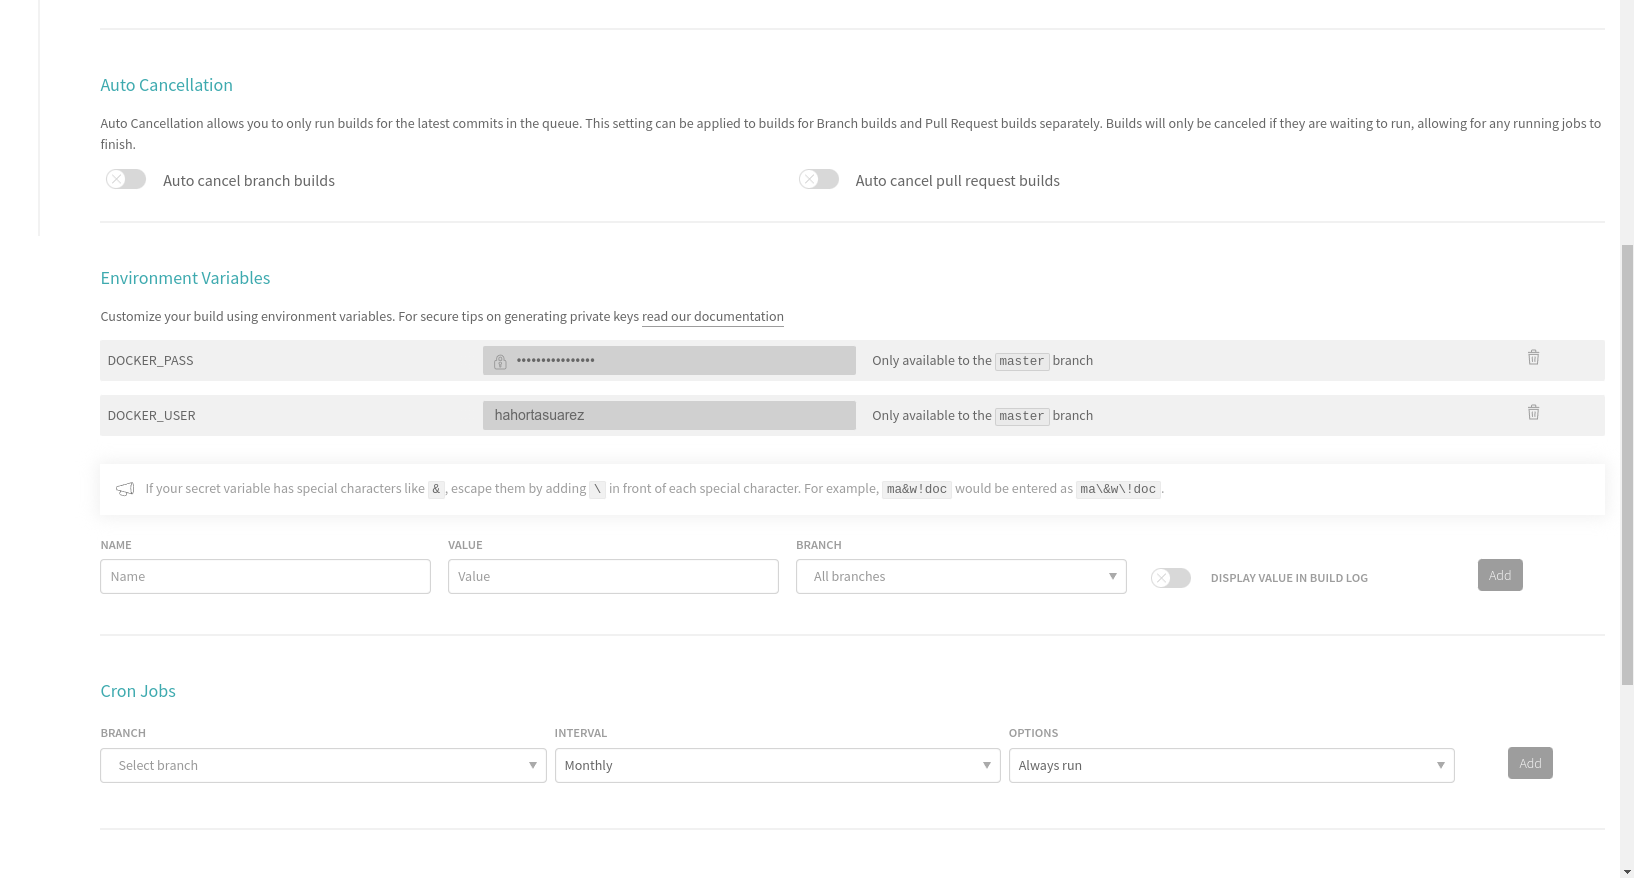 Auto Cancellation
Auto Cancellation allows you to only run builds for the latest commits in the queue. This setting can be applied to builds for Branch builds and Pull Request builds separately. Builds will only be canceled if they are waiting to run, allowing for any running jobs to
finish.
Auto cancel branch builds
Auto cancel pull request builds
Environment Variables
Customize your build using environment variables. For secure tips on generating private keys read our documentation
DOCKER_PASS •••••••••••••••• Only available to the master branch
DOCKER_USER hahortasuarez Only available to the master branch
If your secret variable has special characters like &, escape them by adding \ in front of each special character. For example, ma&w!doc would be entered as ma\&w\!doc.
NAME VALUE BRANCH
Name Value All branches DISPLAY VALUE IN BUILD LOG Add
Cron Jobs
BRANCH INTERVAL OPTIONS
Select branch Monthly Always run Add